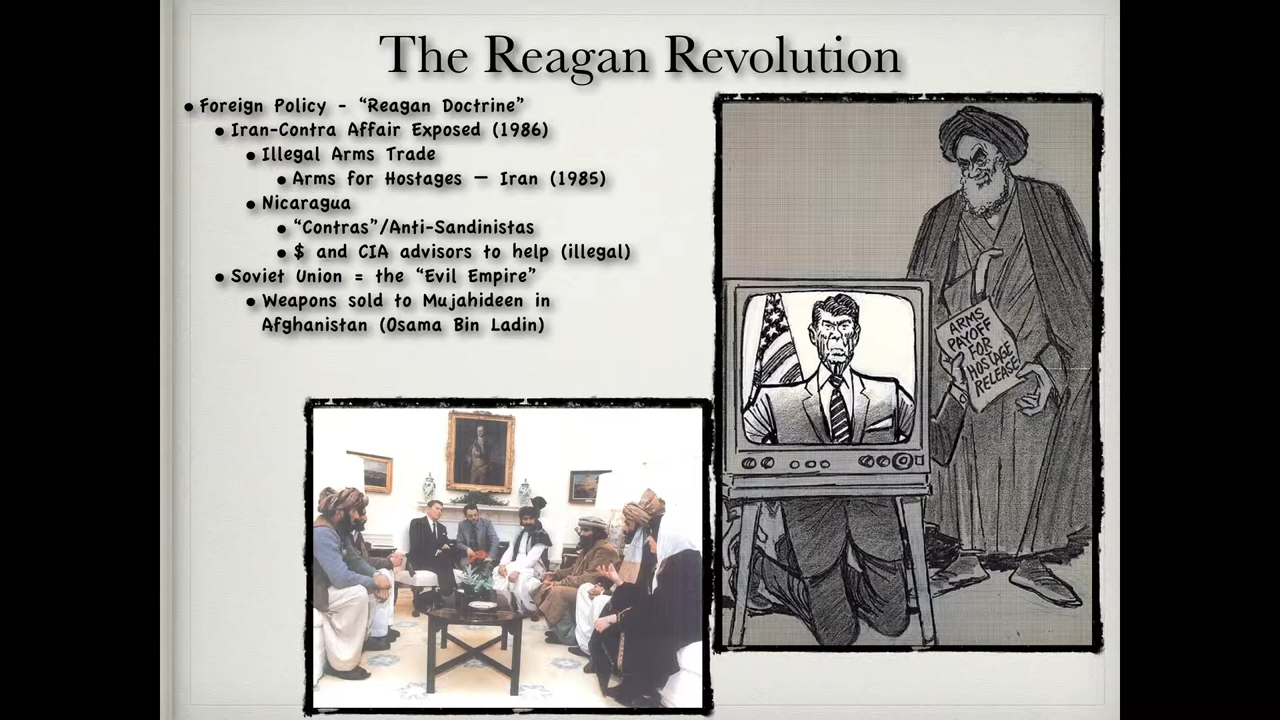 The Reagan Revolution
• Foreign Policy - “Reagan Doctrine”
• Iran-Contra Affair Exposed (1986)
• Illegal Arms Trade
• Arms for Hostages — Iran (1985)
• Nicaragua
• “Contras”/Anti-Sandinistas
• $ and CIA advisors to help (illegal)
• Soviet Union = the “Evil Empire”
• Weapons sold to Mujahideen in
Afghanistan (Osama Bin Ladin)
ARMS
PAYOFF
FOR
HOSTAGE
RELEASE